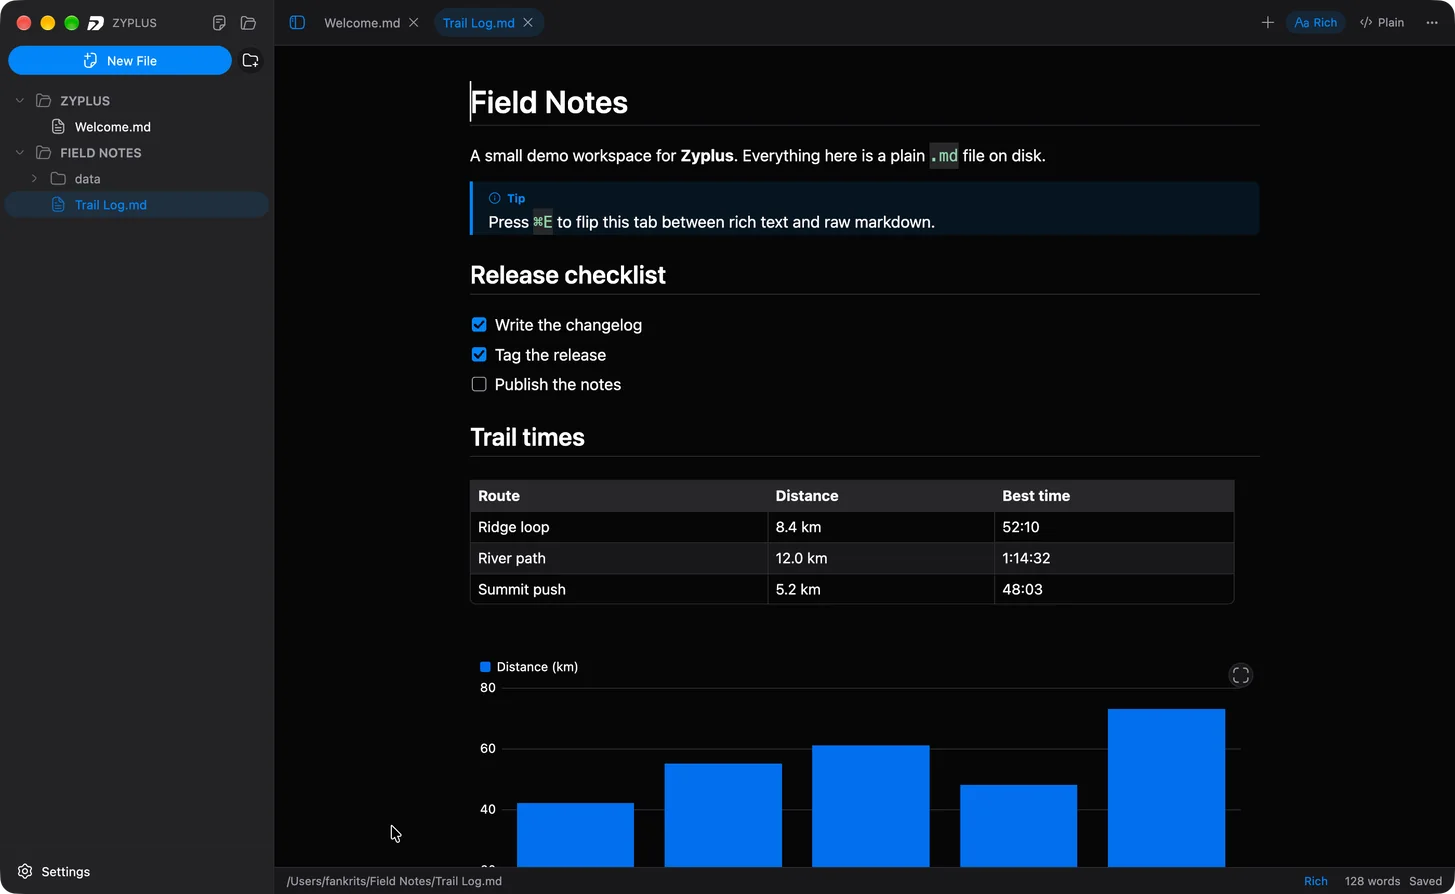 ZYPLUS
Welcome.md
Trail Log.md
Rich
Plain
New File
ZYPLUS
Welcome.md
FIELD NOTES
data
Trail Log.md
Settings
Field Notes
A small demo workspace for Zyplus. Everything here is a plain .md file on disk.
Tip
Press ⌘E to flip this tab between rich text and raw markdown.
Release checklist
Write the changelog
Tag the release
Publish the notes
Trail times
Route Distance Best time
Ridge loop 8.4 km 52:10
River path 12.0 km 1:14:32
Summit push 5.2 km 48:03
Distance (km)
80
60
40
/Users/fankrits/Field Notes/Trail Log.md
Rich 128 words Saved